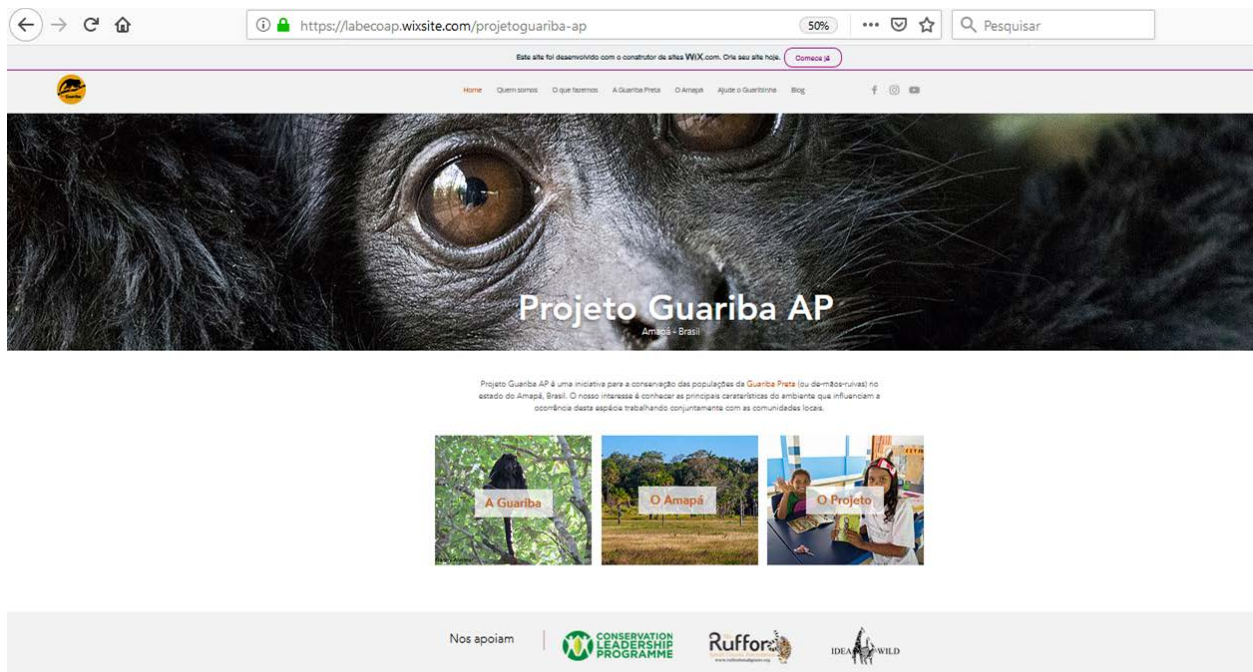 https://labecoap.wixsite.com/projetoguariba-ap
50%
Pesquisar
Este site foi desenvolvido com o construtor de sites WiX.com. Crie seu site hoje. Comece já
Guariba
Home Quem somos O que fazemos A Guariba Preta O Amapá Ajude o Guaribinha Blog
Projeto Guariba AP
Amapá - Brasil
Projeto Guariba AP é uma iniciativa para a conservação das populações da Guariba Preta (ou de-mãos-ruivas) no
estado do Amapá, Brasil. O nosso interesse é conhecer as principais caraterísticas do ambiente que influenciam a
ocorrência desta espécie trabalhando conjuntamente com as comunidades locais.
A Guariba
O Amapá
O Projeto
Nos apoiam
CONSERVATION
LEADERSHIP
PROGRAMME
Rufford
IDEA WILD